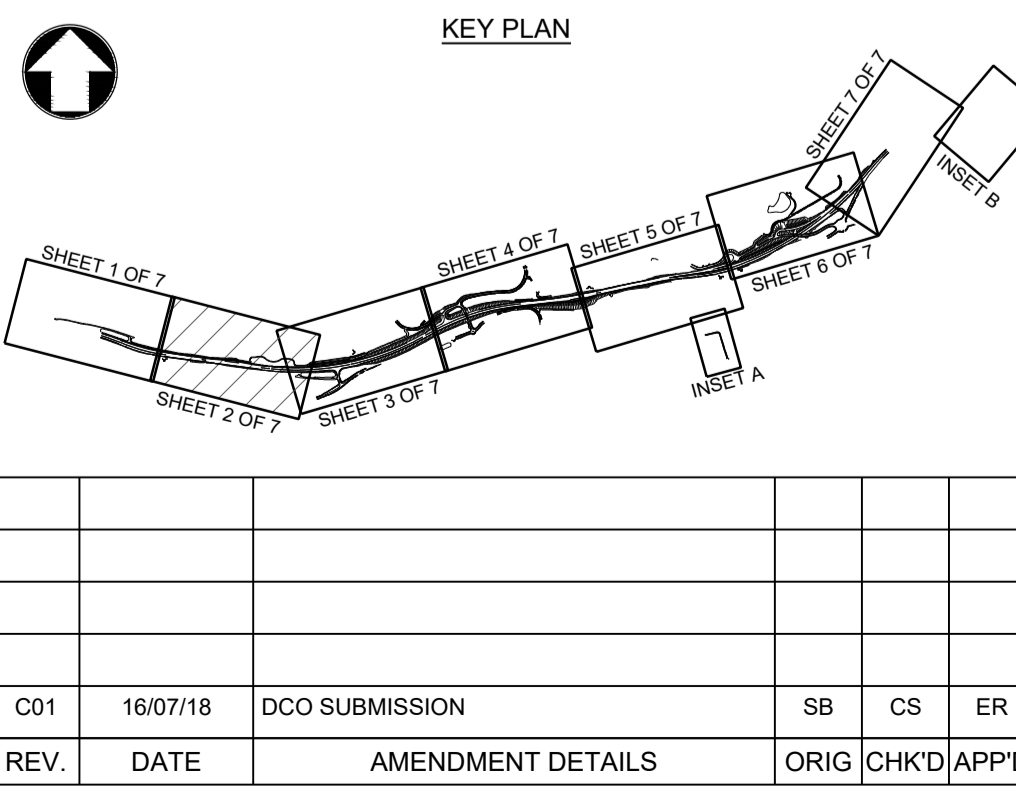 KEY PLAN
SHEET 7 OF 7
INSET B
SHEET 5 OF 7
SHEET 4 OF 7
SHEET 1 OF 7
SHEET 6 OF 7
INSET A
SHEET 3 OF 7
SHEET 2 OF 7
C01 16/07/18 DCO SUBMISSION SB CS ER
REV. DATE AMENDMENT DETAILS ORIG CHK'D APP'D